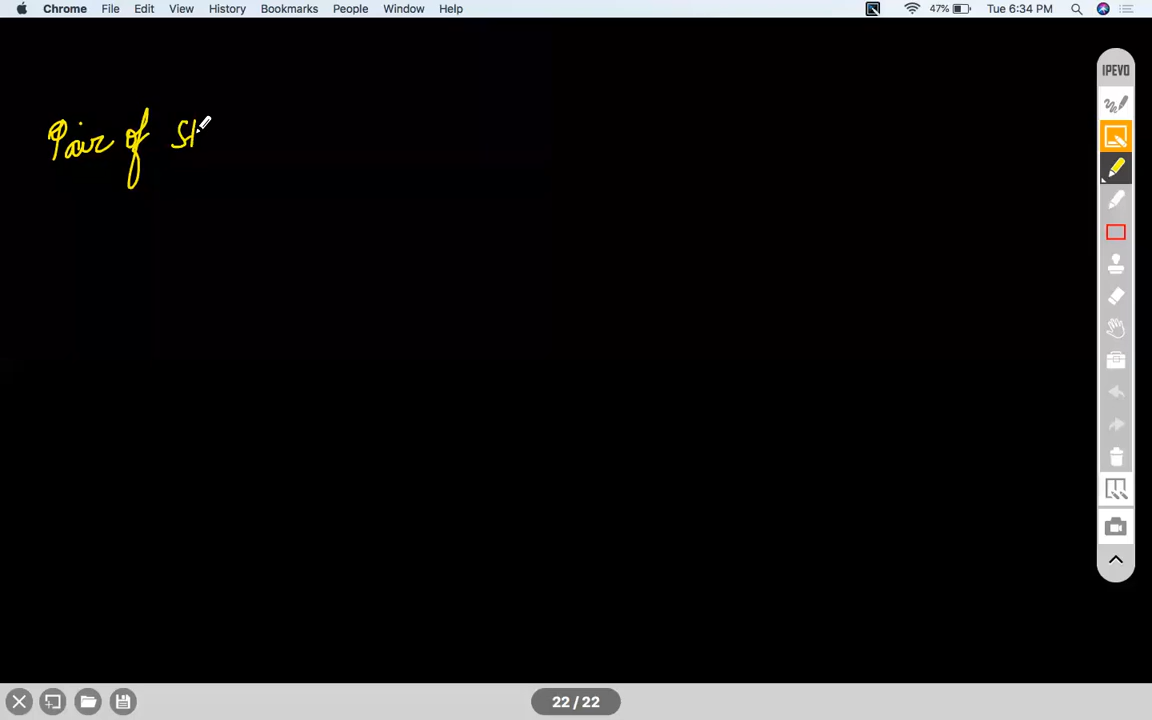 Chrome File Edit View History Bookmarks People Window Help 47% Tue 6:34 PM
IPEVO
Pair of
22 / 22